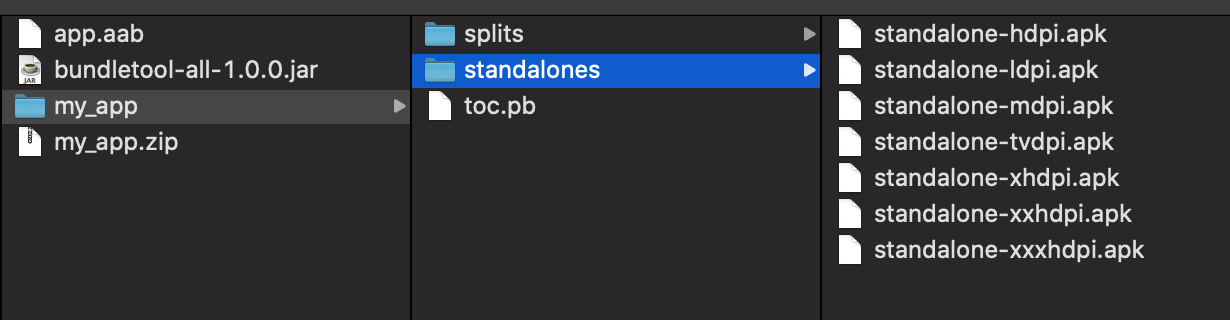 app.aab
bundletool-all-1.0.0.jar
JAR
my_app
my_app.zip
splits
standalones
toc.pb
standalone-hdpi.apk
standalone-ldpi.apk
standalone-mdpi.apk
standalone-tvdpi.apk
standalone-xhdpi.apk
standalone-xxhdpi.apk
standalone-xxxhdpi.apk